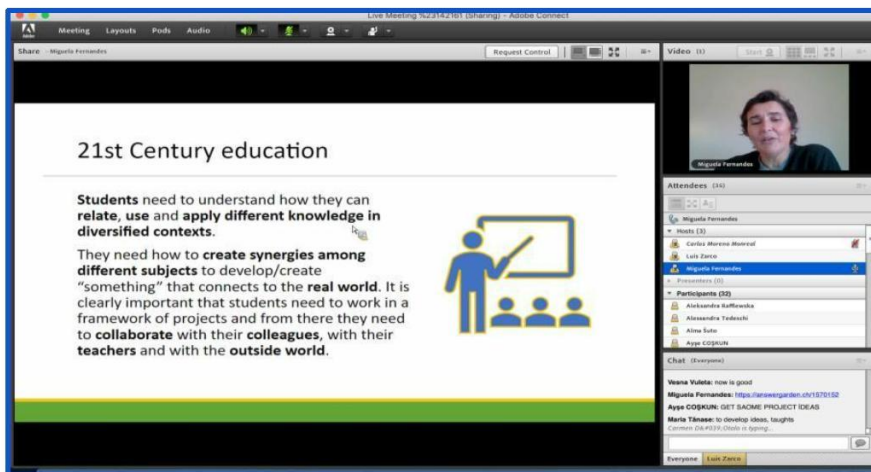 Live Meeting %23142161 (Sharing) - Adobe Connect
Adobe
Meeting Layouts Pods Audio
Share - Miguela Fernandes
Request Control
21st Century education
Students need to understand how they can
relate, use and apply different knowledge in
diversified contexts.
They need how to create synergies among
different subjects to develop/create
“something” that connects to the real world. It is
clearly important that students need to work in a
framework of projects and from there they need
to collaborate with their colleagues, with their
teachers and with the outside world.
Video (1)
Start
Miguela Fernandes
Attendees
Miguela Fernandes
Hosts (3)
Carlos Moreno Monreal
Luis Zarco
Miguela Fernandes
Presenters (0)
Participants (32)
Aleksandra Rafflewska
Alessandra Tedeschi
Alma Šuto
Ayşe COŞKUN
Chat (Everyone)
Vesna Vuleta: now is good
Miguela Fernandes: https://answergarden.ch/1570152
Ayşe COŞKUN: GET SAOME PROJECT İDEAS
Maria Tănase: to develop ideas, taughts
is typing...
Everyone Luis Zarco